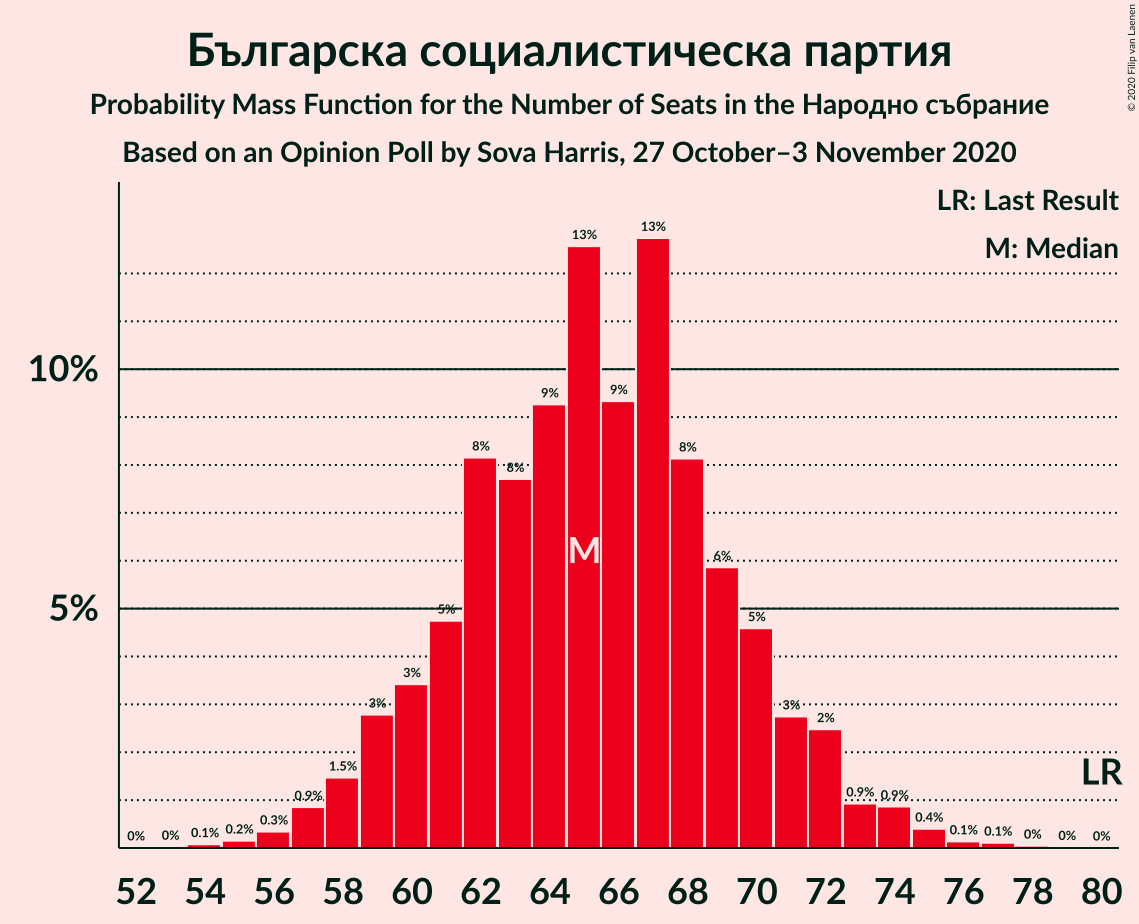 Българска социалистическа партия
Probability Mass Function for the Number of Seats in the Народно събрание
Based on an Opinion Poll by Sova Harris, 27 October–3 November 2020
© 2020 Filip van Laenen
LR: Last Result
M: Median
10%
5%
0% 0% 0.1% 0.2% 0.3% 0.9% 1.5% 3% 3% 5% 8% 8% 9% 13% 9% 13% 8% 6% 5% 3% 2% 0.9% 0.9% 0.4% 0.1% 0.1% 0% 0% 0%
M
LR
52 54 56 58 60 62 64 66 68 70 72 74 76 78 80